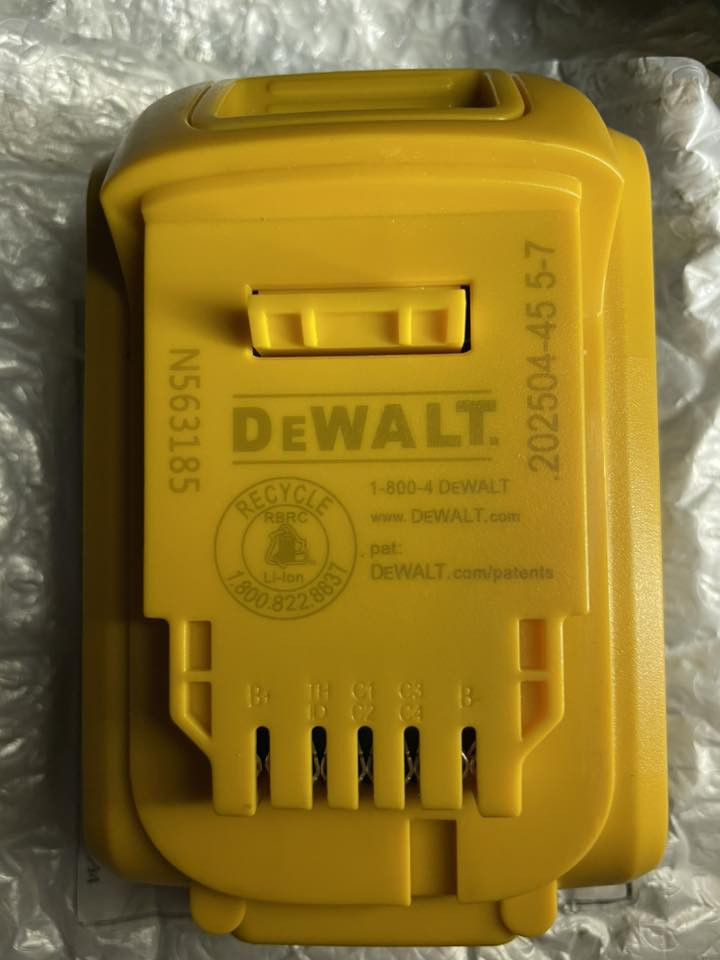 N563185
.202504-45 5-7
DEWALT.
RECYCLE
RBRC
Li-Ion
1.800.822.8837
1-800-4 DEWALT
www.DEWALT.com
pat:
DEWALT.com/patents
B+ TH C1 C3 B-
ID C2 C4